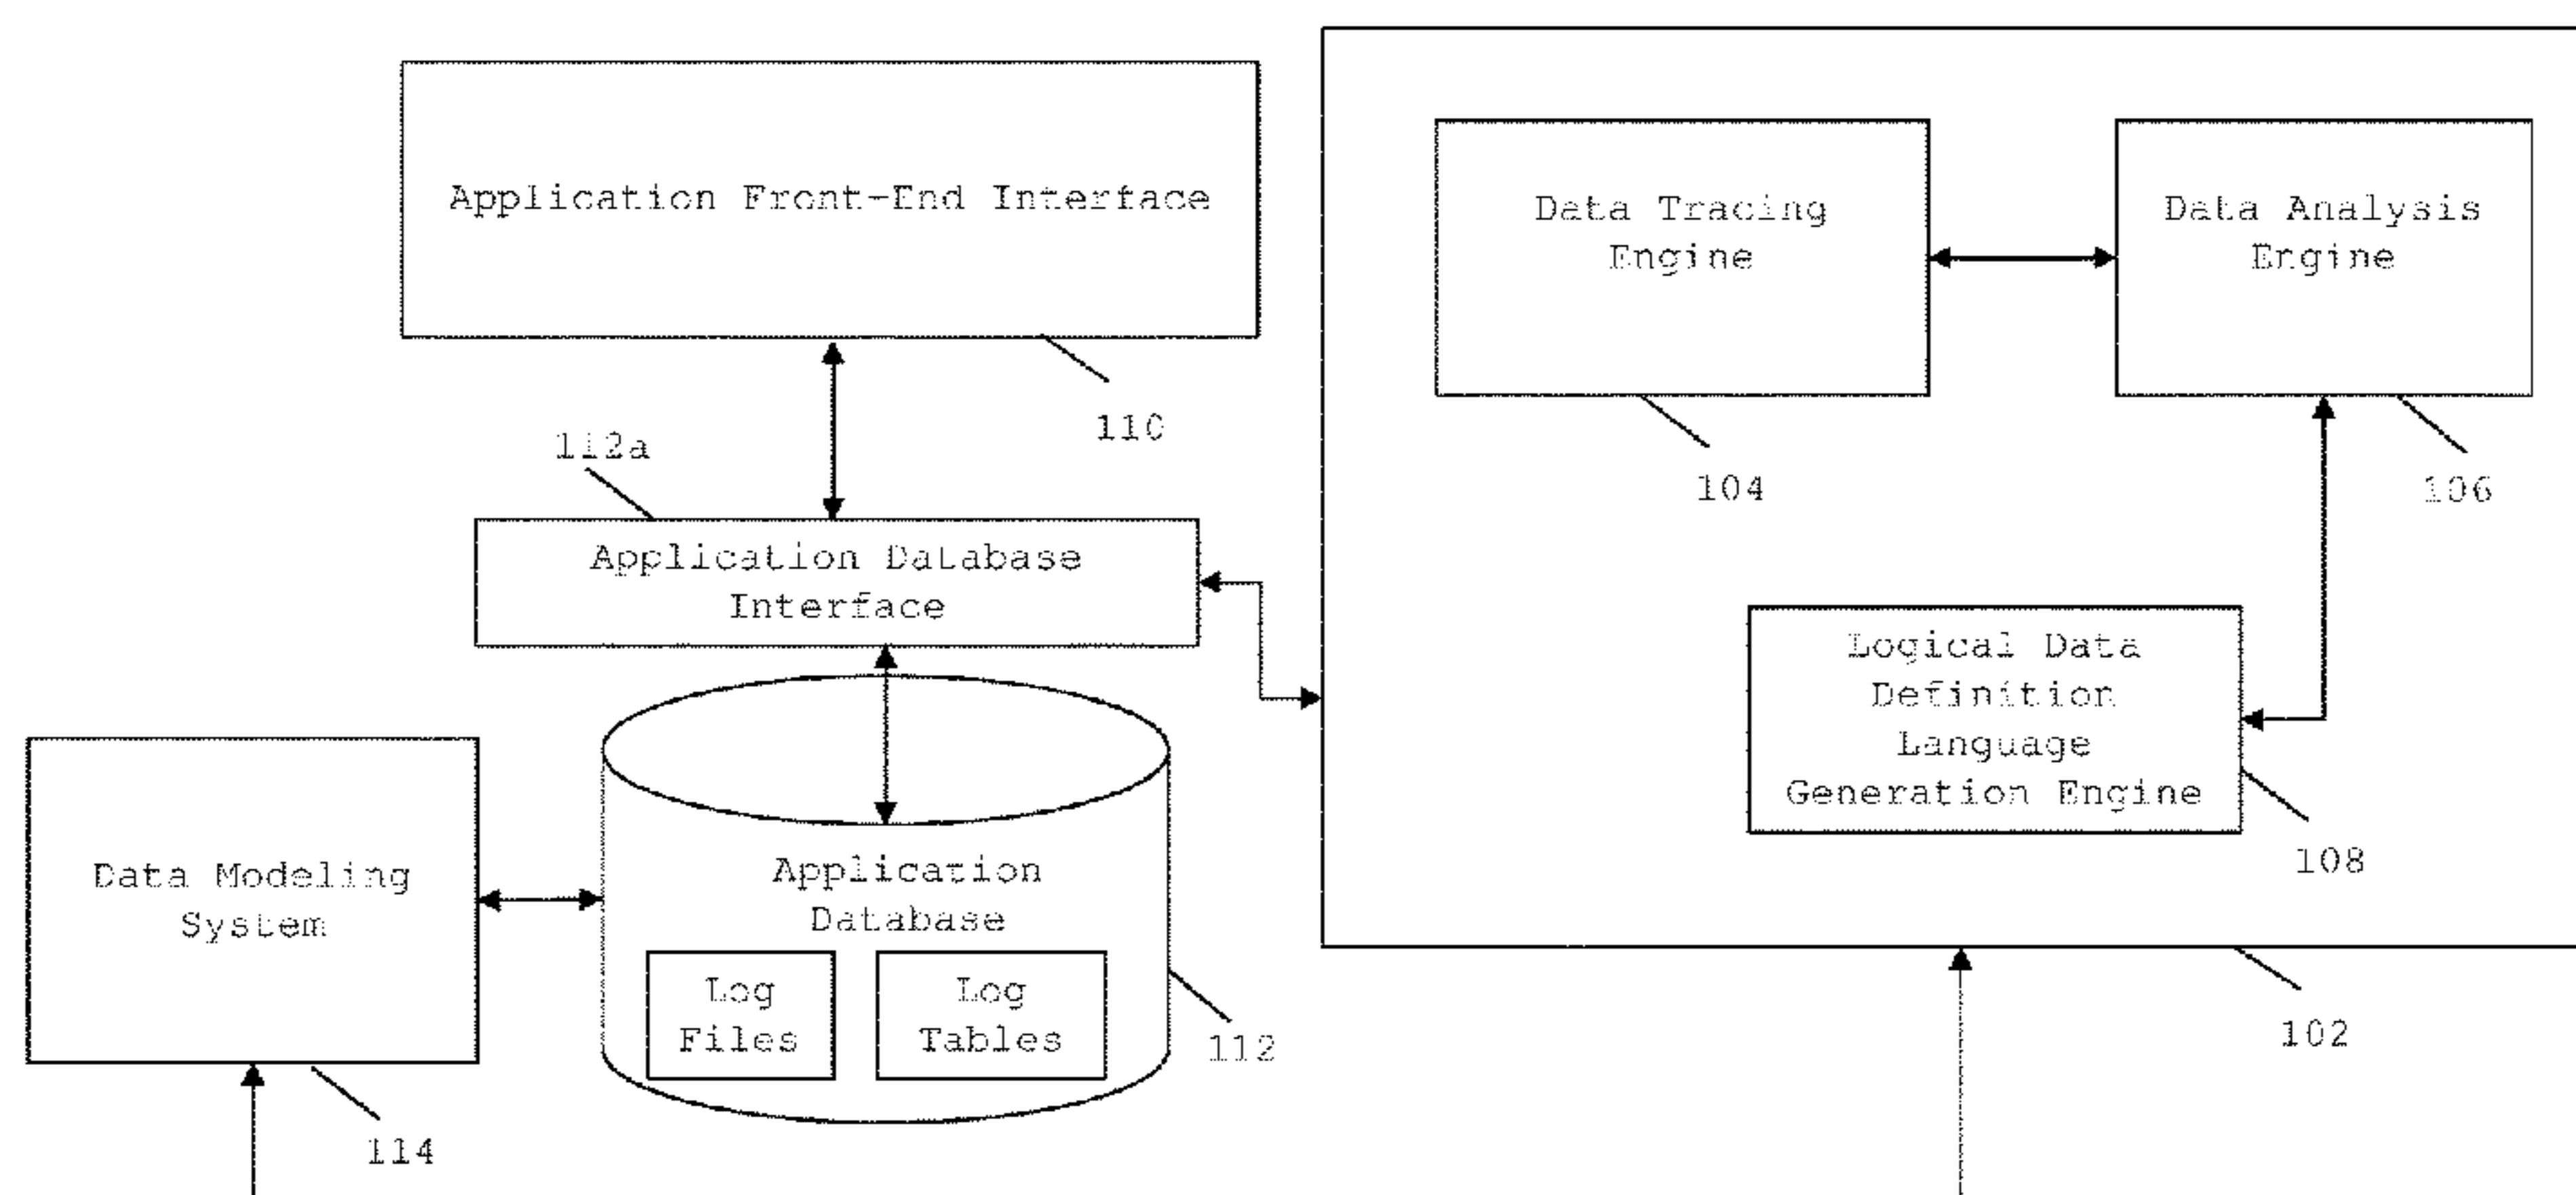 Application Front-End Interface
110
Data Tracing
Engine
104
Data Analysis
Engine
106
112a
Application Database
Interface
Logical Data
Definition
Language
Generation Engine
108
102
Data Modeling
System
114
Application
Database
Log
Files
Log
Tables
112